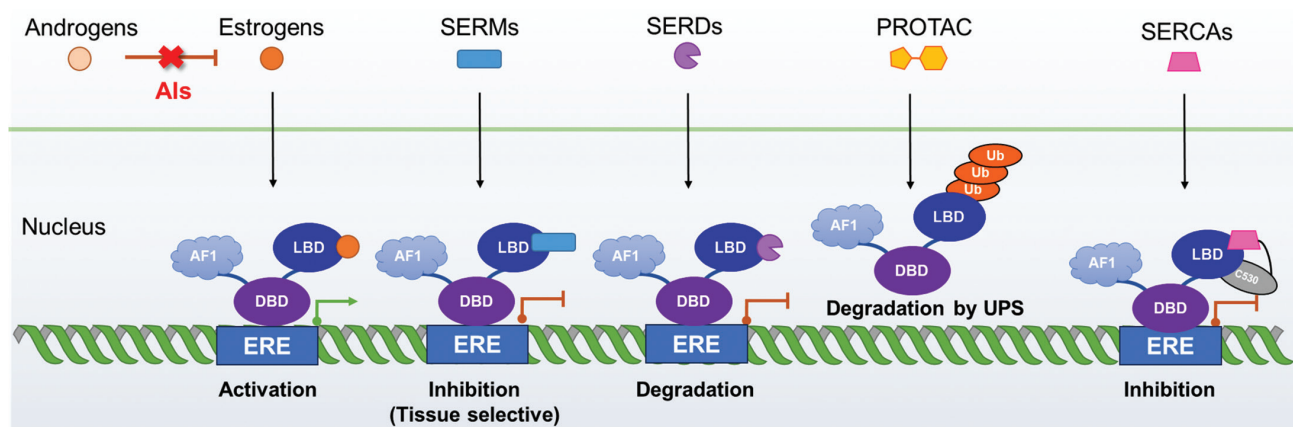 Androgens
Estrogens
SERMs
SERDs
PROTAC
SERCAs
AIs
Nucleus
AF1
LBD
DBD
ERE
Activation
AF1
LBD
DBD
ERE
Inhibition
(Tissue selective)
AF1
LBD
DBD
ERE
Degradation
Ub
Ub
Ub
AF1
LBD
DBD
Degradation by UPS
AF1
LBD
C530
DBD
ERE
Inhibition